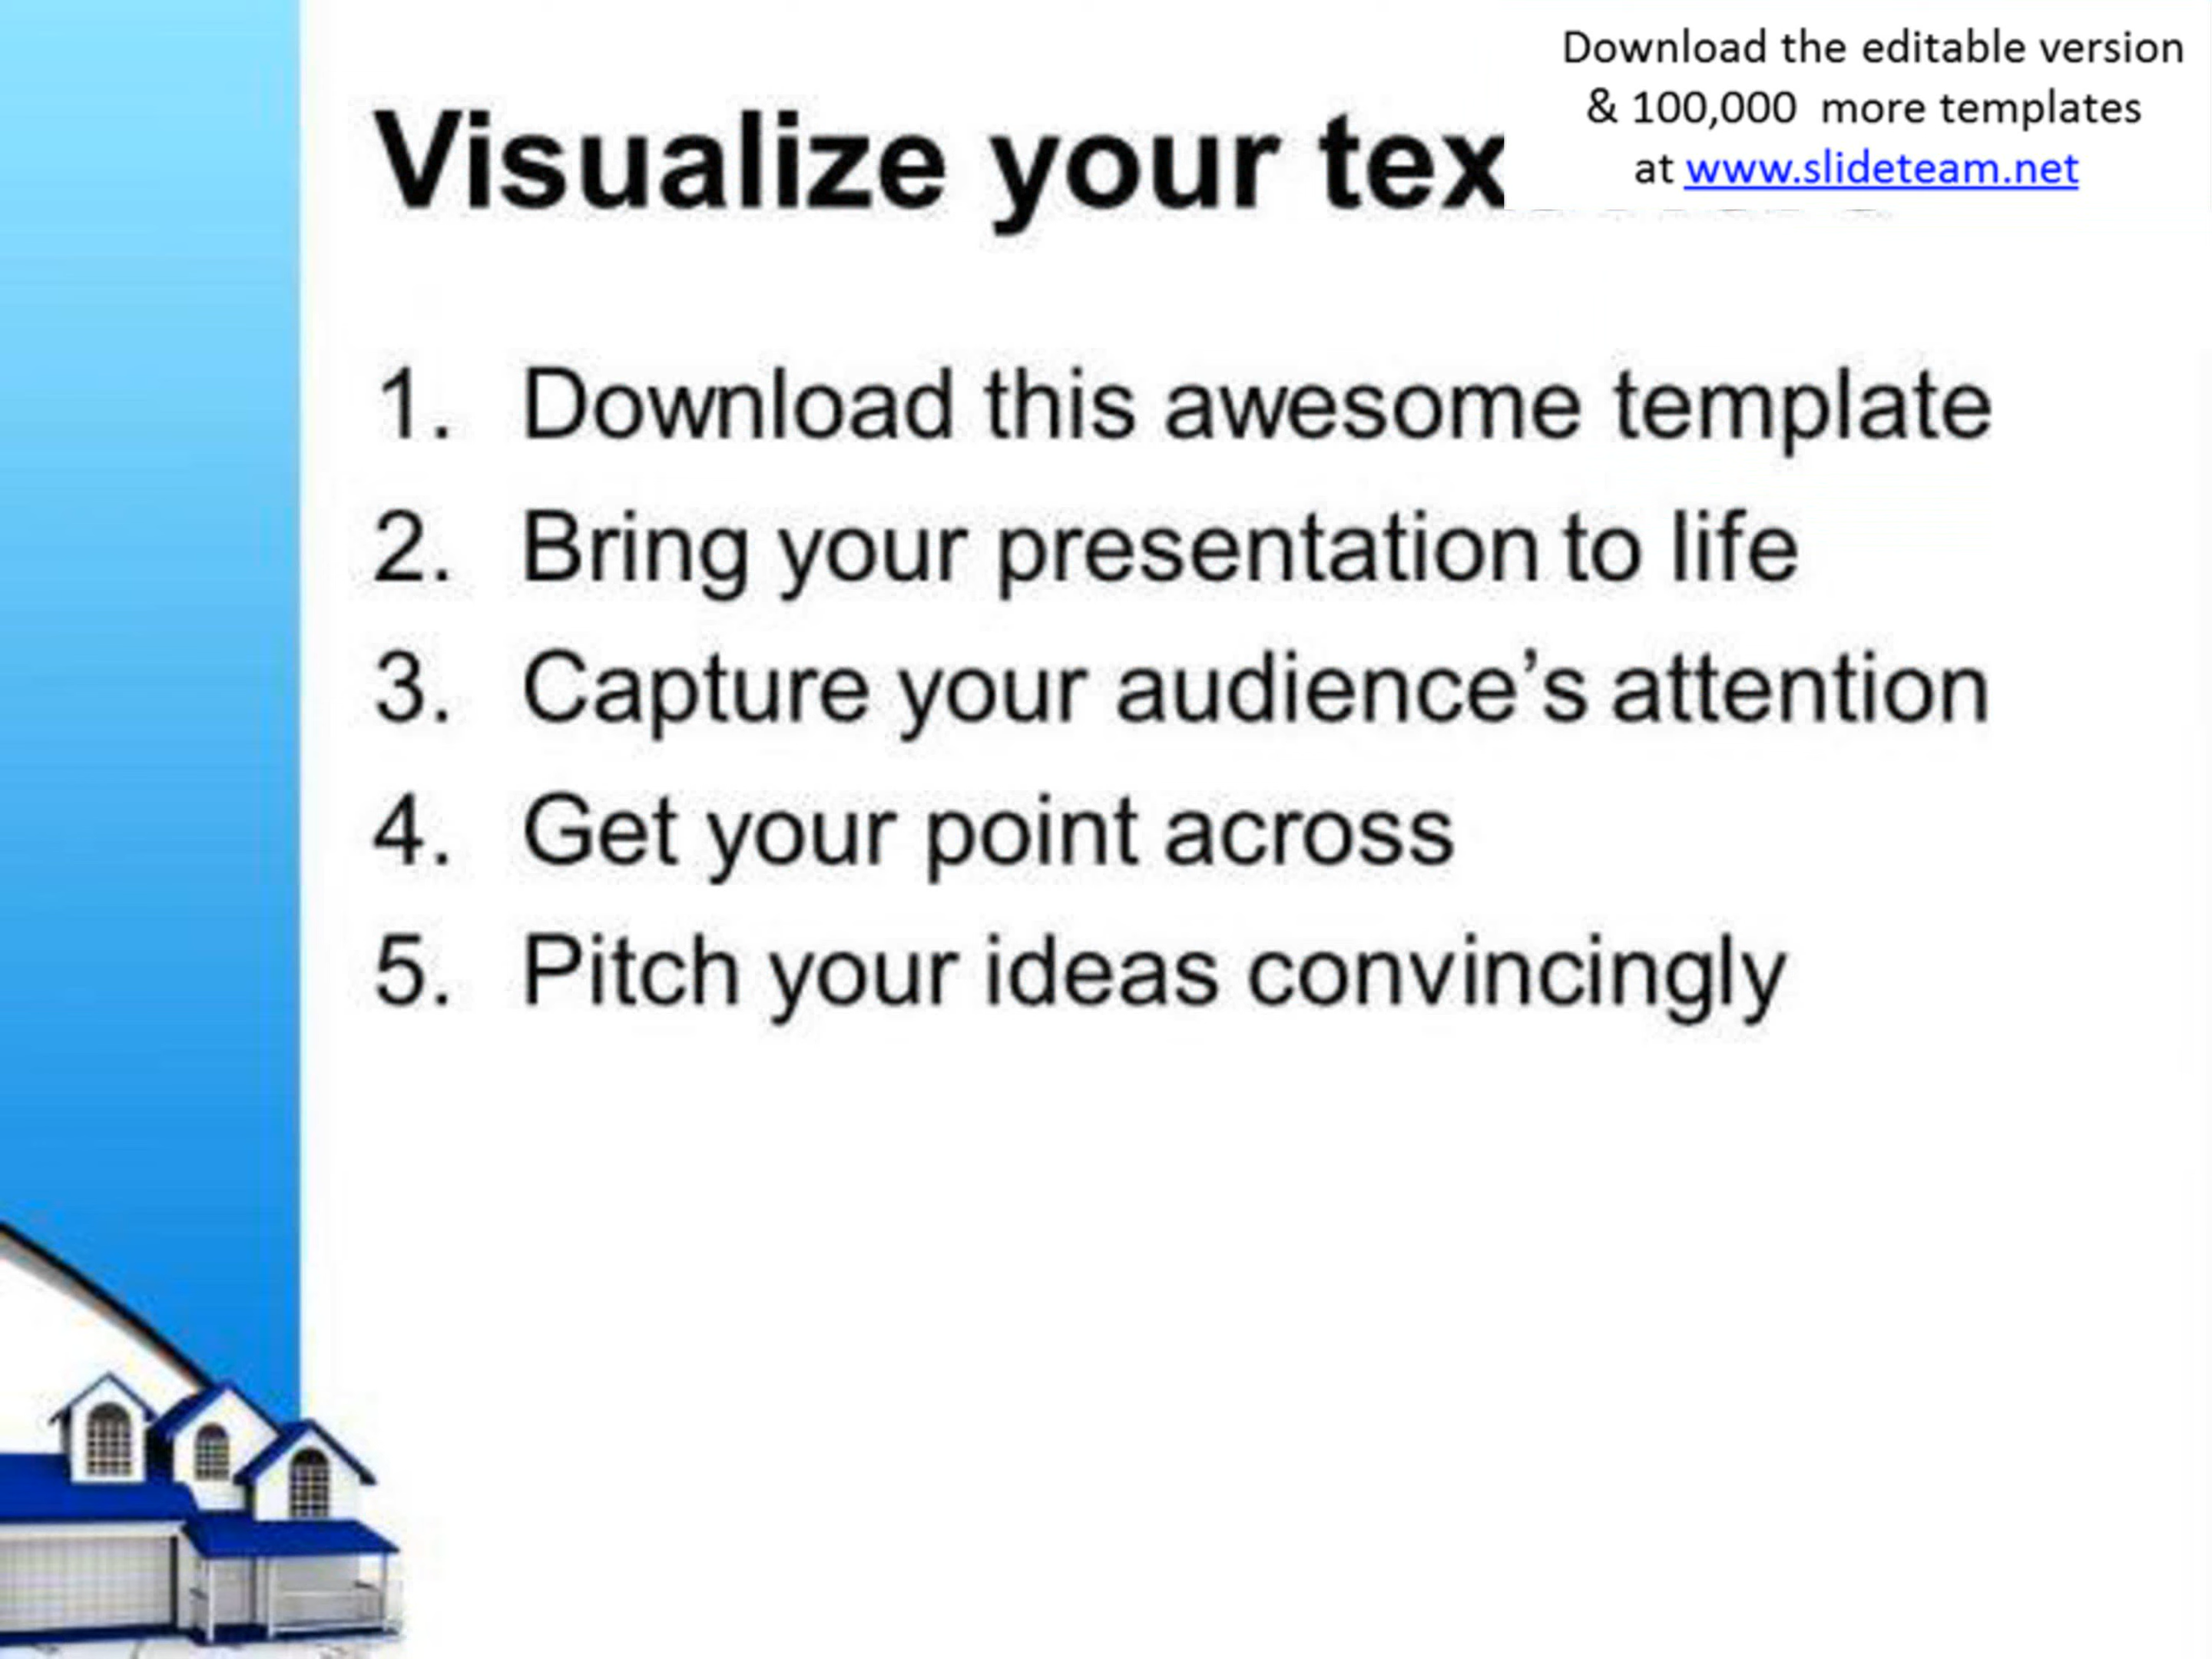 Download the editable version
& 100,000 more templates
at www.slideteam.net
Visualize your
1. Download this awesome template
2. Bring your presentation to life
3. Capture your audience’s attention
4. Get your point across
5. Pitch your ideas convincingly